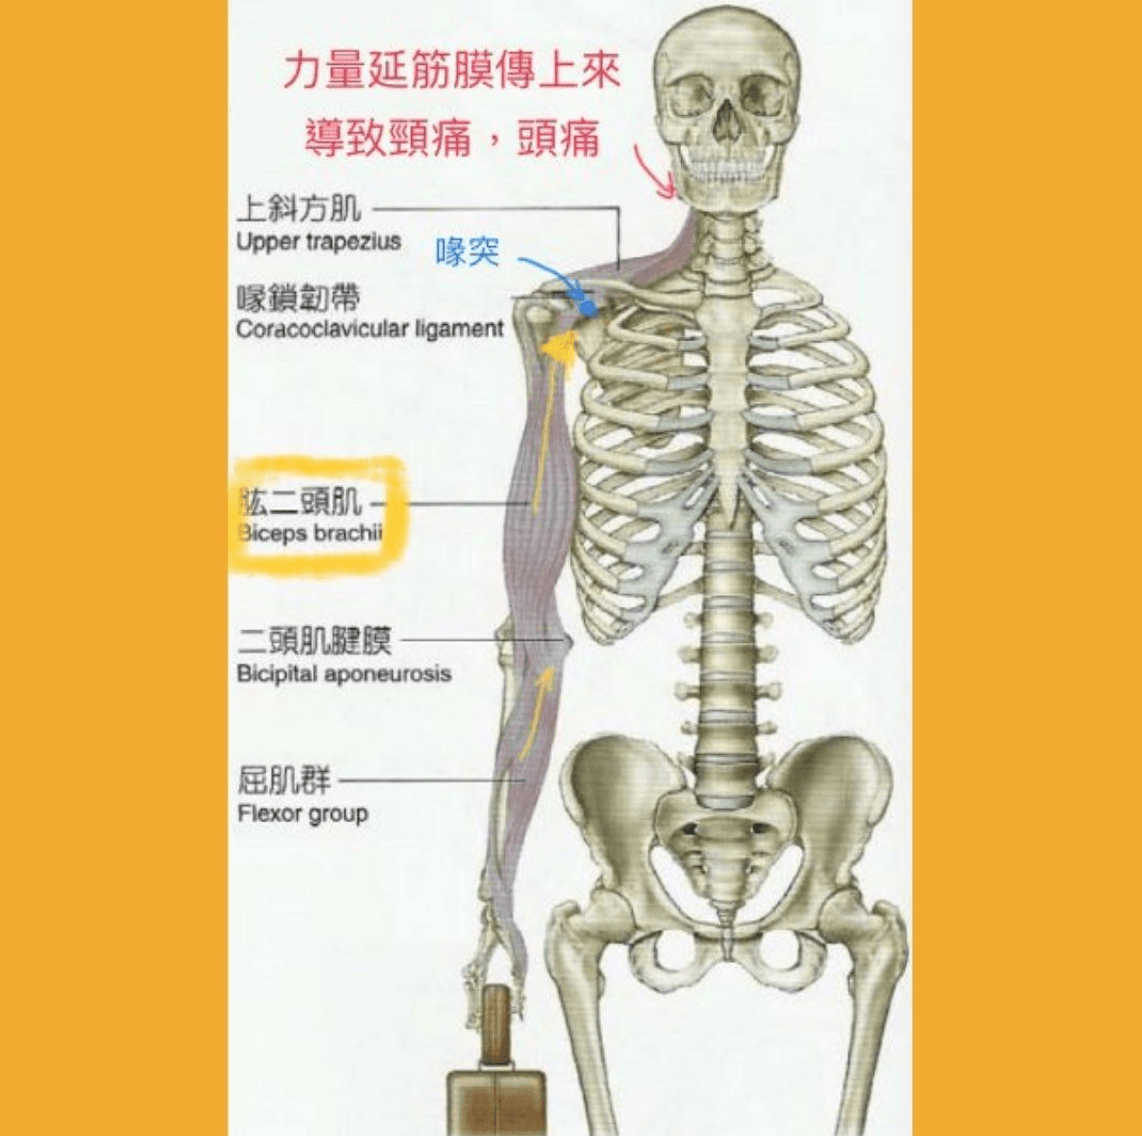 力量延筋膜傳上來
導致頸痛，頭痛
上斜方肌
Upper trapezius
喙突
喙鎖韌帶
Coracoclavicular ligament
肱二頭肌
Biceps brachii
二頭肌腱膜
Bicipital aponeurosis
屈肌群
Flexor group